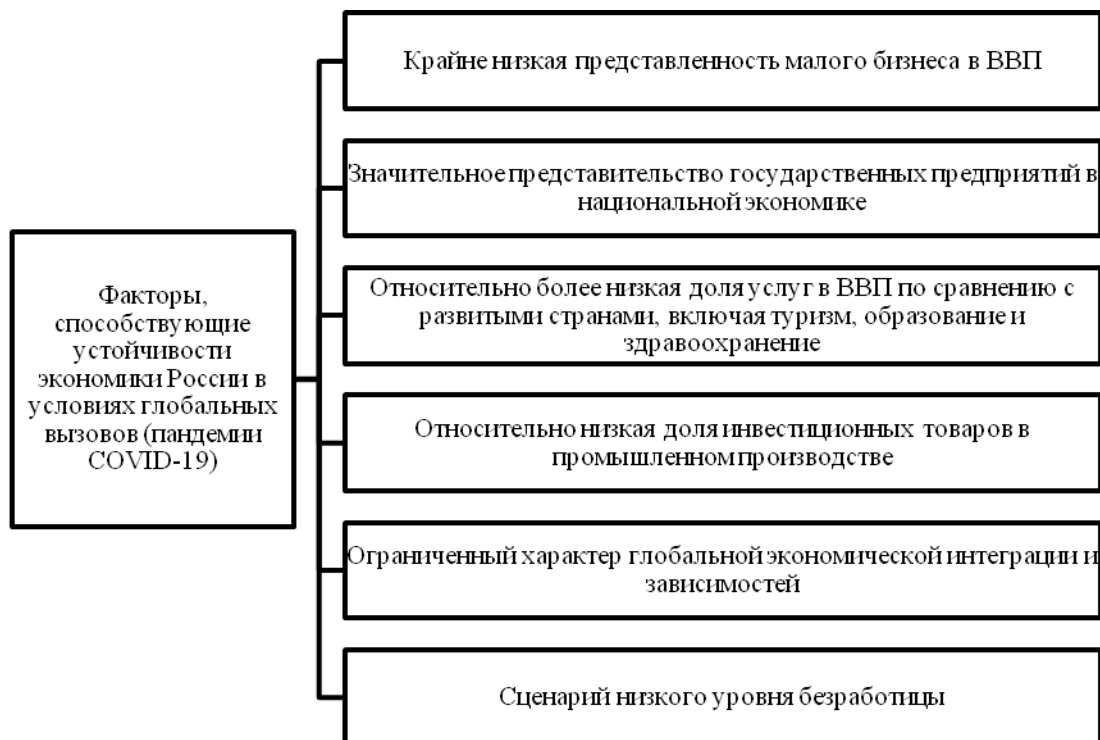 Факторы,
способствующие
устойчивости
экономики России в
условиях глобальных
вызовов (пандемии
COVID-19)
Крайне низкая представленность малого бизнеса в ВВП
Значительное представительство государственных предприятий в
национальной экономике
Относительно более низкая доля услуг в ВВП по сравнению с
развитыми странами, включая туризм, образование и
здравоохранение
Относительно низкая доля инвестиционных товаров в
промышленном производстве
Ограниченный характер глобальной экономической интеграции и
зависимостей
Сценарий низкого уровня безработицы